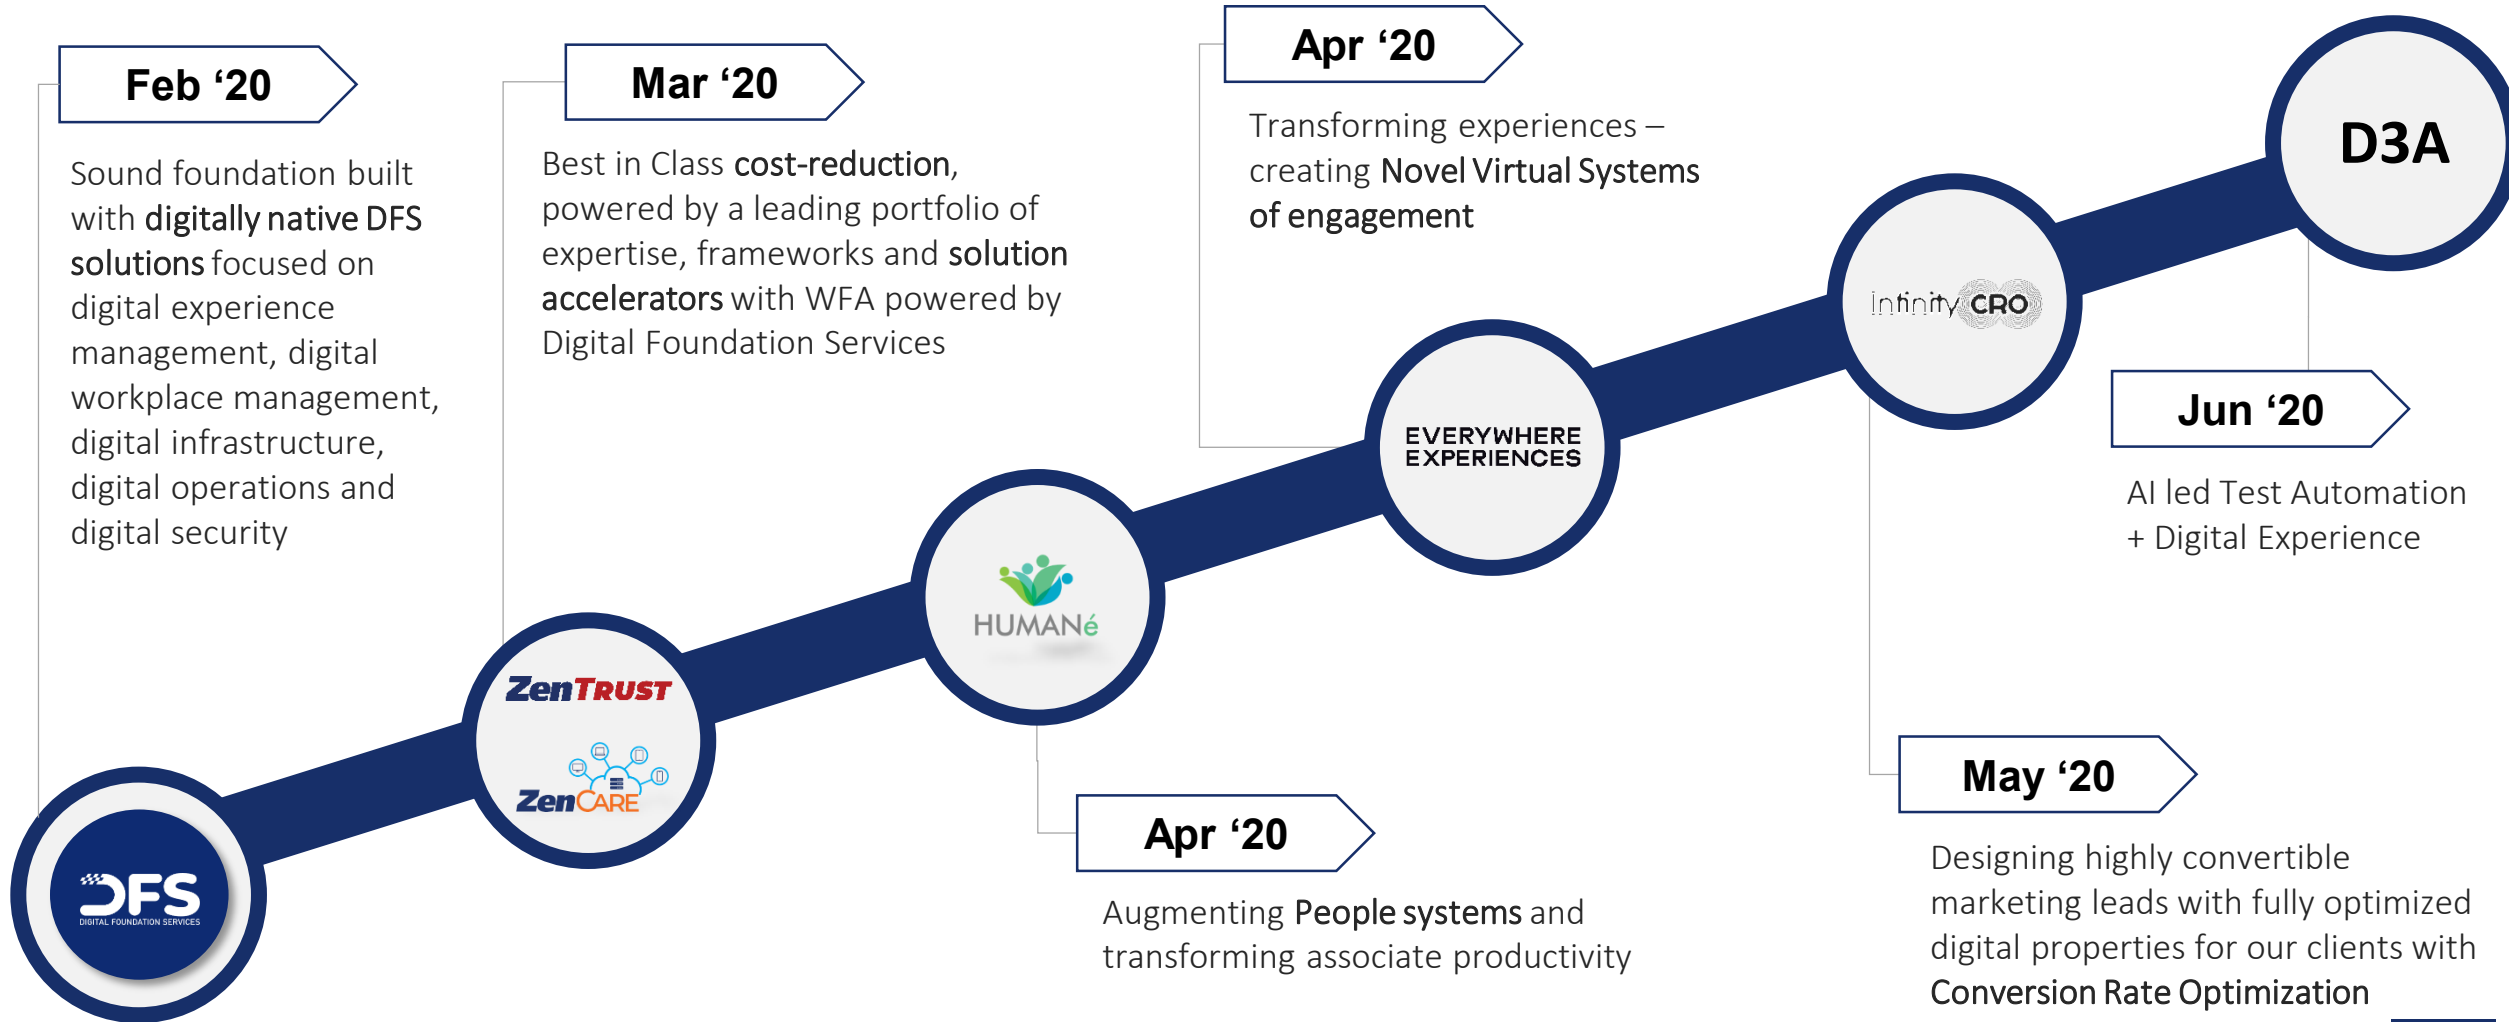 Feb ‘20
Sound foundation built
with digitally native DFS
solutions focused on
digital experience
management, digital
workplace management,
digital infrastructure,
digital operations and
digital security
DFS
DIGITAL FOUNDATION SERVICES
Mar ‘20
Best in Class cost-reduction,
powered by a leading portfolio of
expertise, frameworks and solution
accelerators with WFA powered by
Digital Foundation Services
ZenTRUST
ZenCARE
HUMANé
Apr ‘20
Augmenting People systems and
transforming associate productivity
Apr ‘20
Transforming experiences –
creating Novel Virtual Systems
of engagement
EVERYWHERE
EXPERIENCES
Infinity CRO
May ‘20
Designing highly convertible
marketing leads with fully optimized
digital properties for our clients with
Conversion Rate Optimization
D3A
Jun ‘20
AI led Test Automation
+ Digital Experience